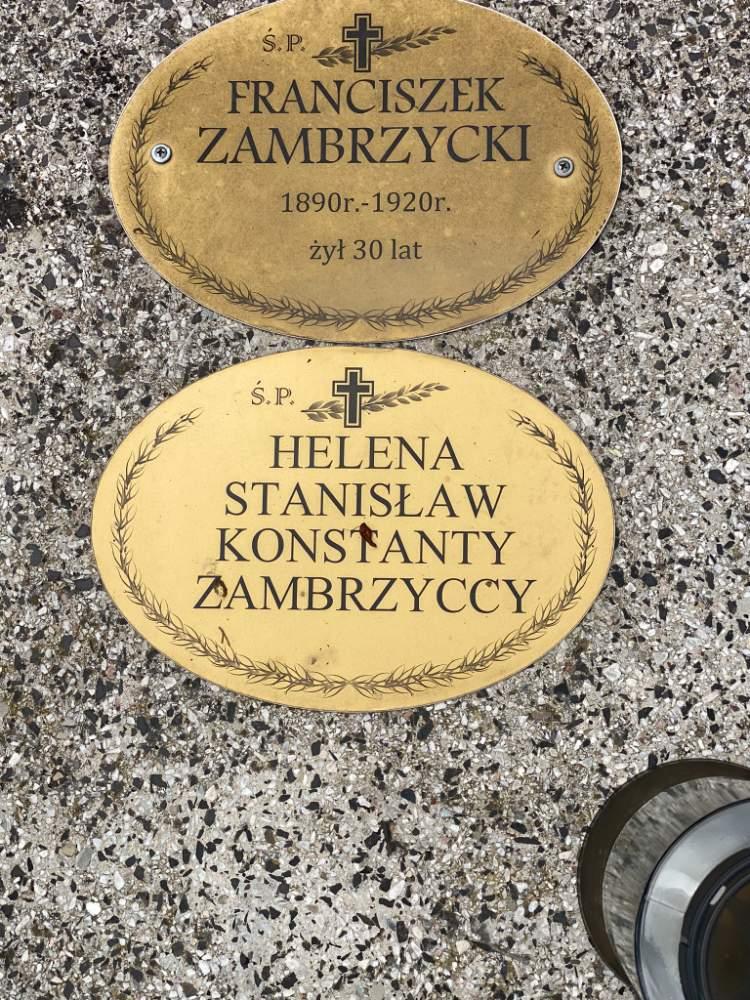 Ś.P.
FRANCISZEK
ZAMBRZYCKI
1890r.-1920r.
żył 30 lat
Ś.P.
HELENA
STANISŁAW
KONSTANTY
ZAMBRZYCCY